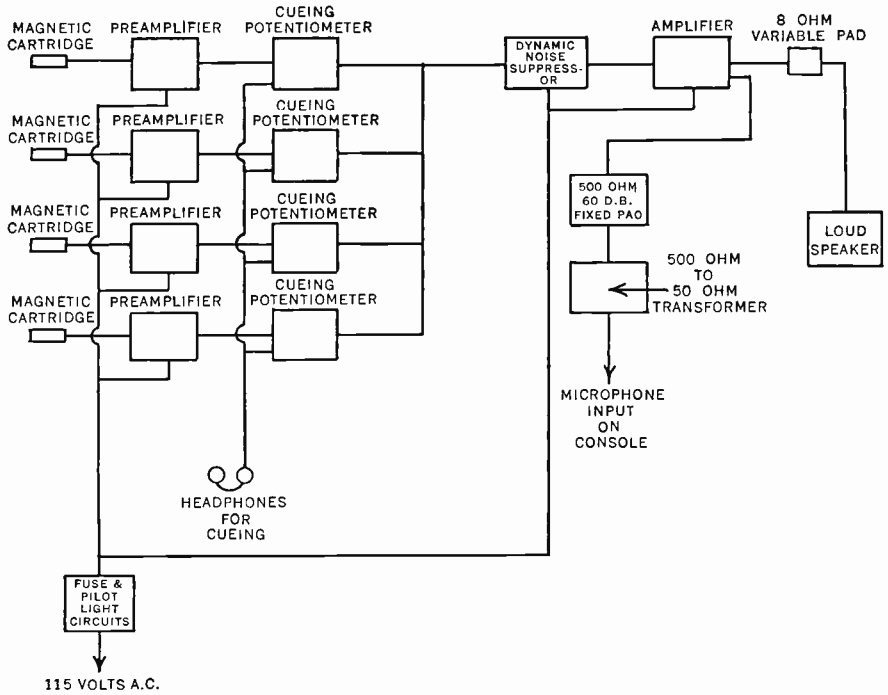 MAGNETIC
CARTRIDGE
PREAMPLIFIER
CUEING
POTENTIOMETER
DYNAMIC
NOISE
SUPPRESS-
OR
AMPLIFIER
8 OHM
VARIABLE PAD
MAGNETIC
CARTRIDGE
PREAMPLIFIER
CUEING
POTENTIOMETER
500 OHM
60 D.B.
FIXED PAD
LOUD
SPEAKER
MAGNETIC
CARTRIDGE
PREAMPLIFIER
CUEING
POTENTIOMETER
500 OHM
TO
50 OHM
TRANSFORMER
MAGNETIC
CARTRIDGE
PREAMPLIFIER
CUEING
POTENTIOMETER
MICROPHONE
INPUT
ON
CONSOLE
HEADPHONES
FOR
CUEING
FUSE &
PILOT
LIGHT
CIRCUITS
115 VOLTS A.C.